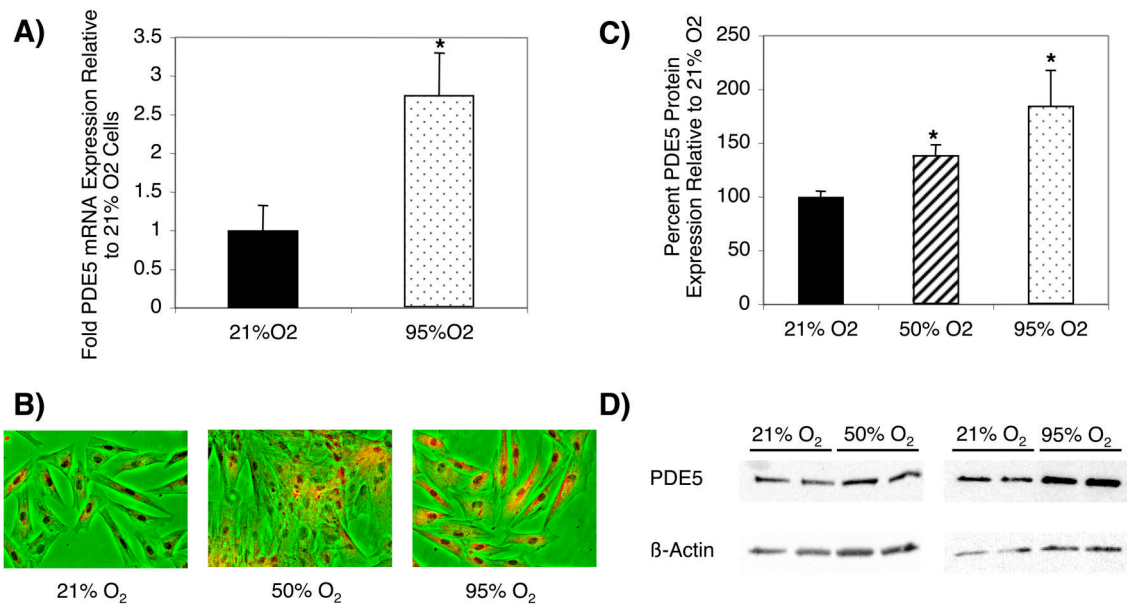 A)
Fold PDE5 mRNA Expression Relative
to 21% O2 Cells
3.5
3
2.5
2
1.5
1
0.5
0
*
21%O2
95%O2
C)
Percent PDE5 Protein
Expression Relative to 21% O2
250
200
150
100
50
0
*
*
21% O2
50% O2
95% O2
B)
21% O2
50% O2
95% O2
D)
21% O2
50% O2
21% O2
95% O2
PDE5
ß-Actin